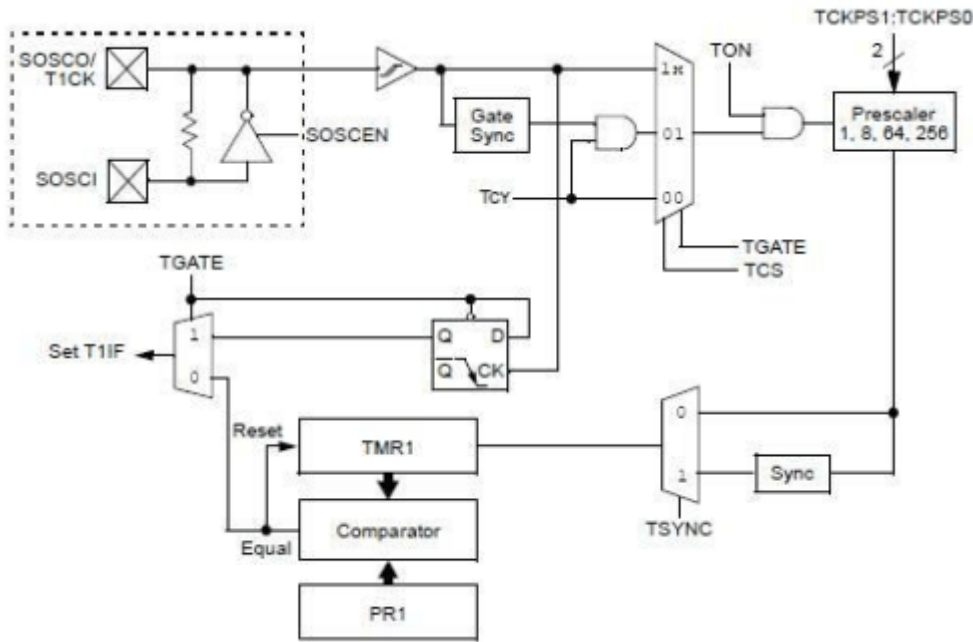 TCKPS1:TCKPS0
SOSCO/
T1CK
TON
2
1x
Gate
Sync
Prescaler
1, 8, 64, 256
SOSCEN
01
SOSCI
TCY
00
TGATE
TCS
TGATE
1
Q
D
Set T1IF
Q
CK
0
0
Reset
TMR1
1
Sync
Comparator
TSYNC
Equal
PR1